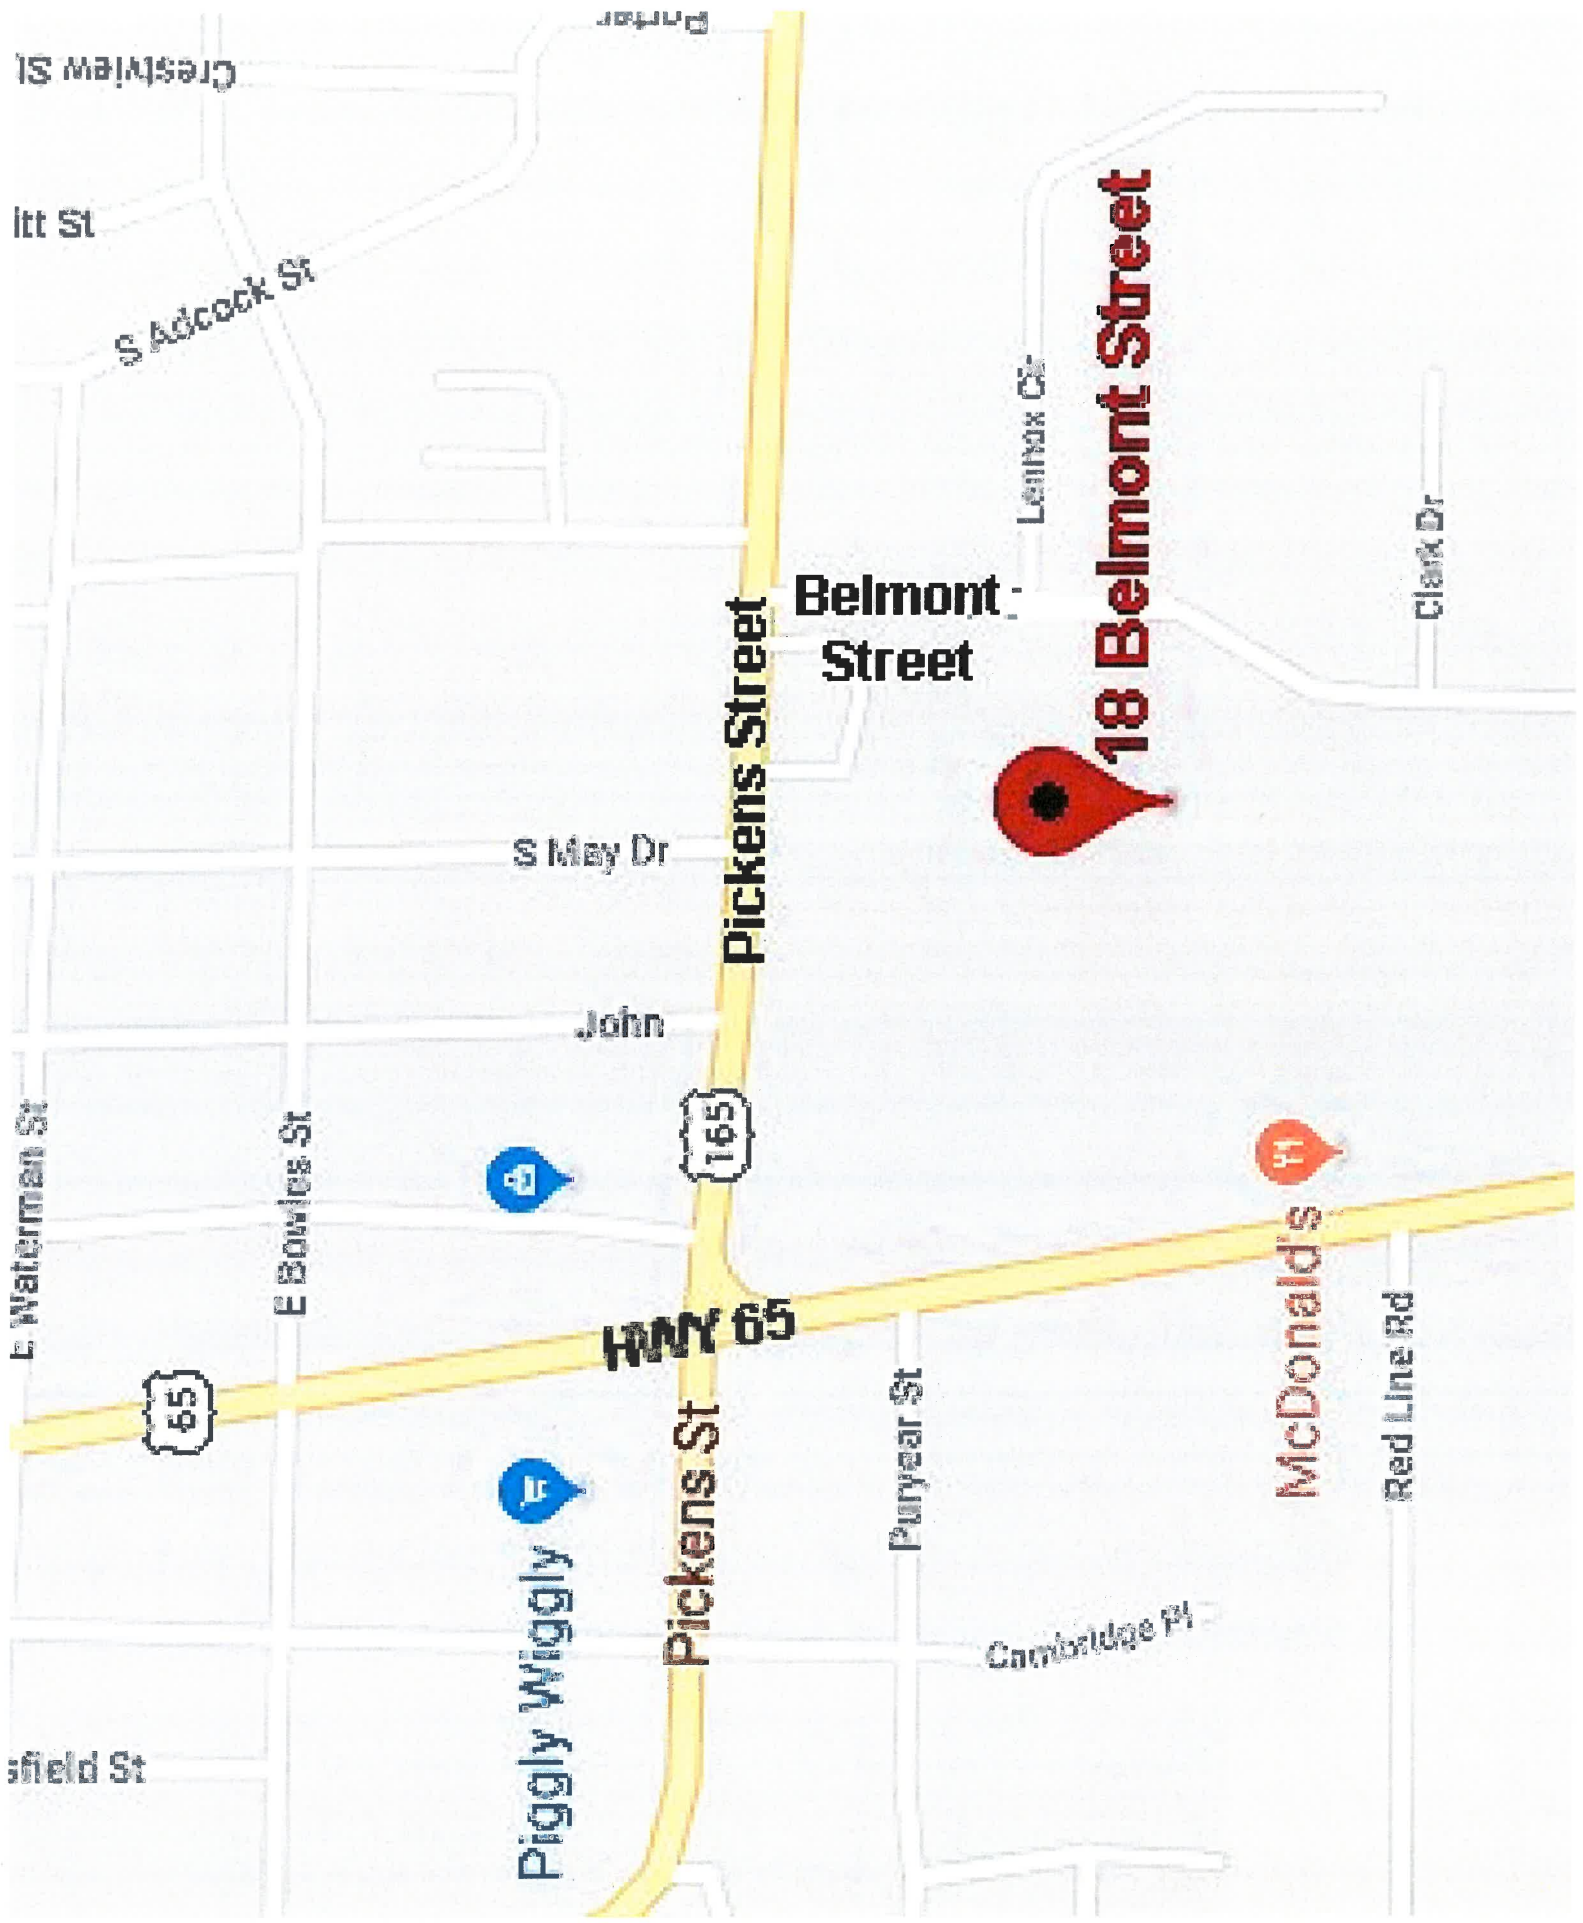 Porter
Crestview St
itt St
S Adcock St
Lennox Cir
18 Belmont Street
Clark Dr
Belmont
Street
Pickens Street
S May Dr
John
165
E Waterman St
E Bowles St
HWY 65
65
McDonald's
Pickens St
Puryear St
Red Line Rd
Piggly Wiggly
Cambridge Pl
sfield St